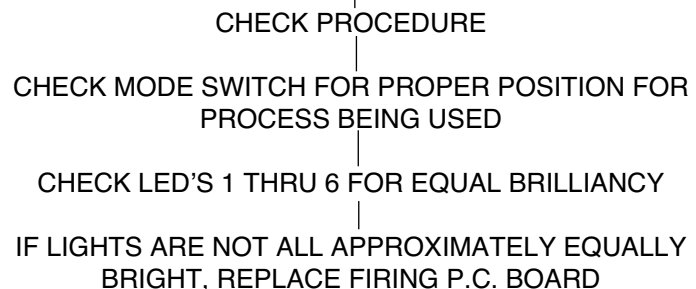 CHECK PROCEDURE
CHECK MODE SWITCH FOR PROPER POSITION FOR
PROCESS BEING USED
CHECK LED'S 1 THRU 6 FOR EQUAL BRILLIANCY
IF LIGHTS ARE NOT ALL APPROXIMATELY EQUALLY
BRIGHT, REPLACE FIRING P.C. BOARD